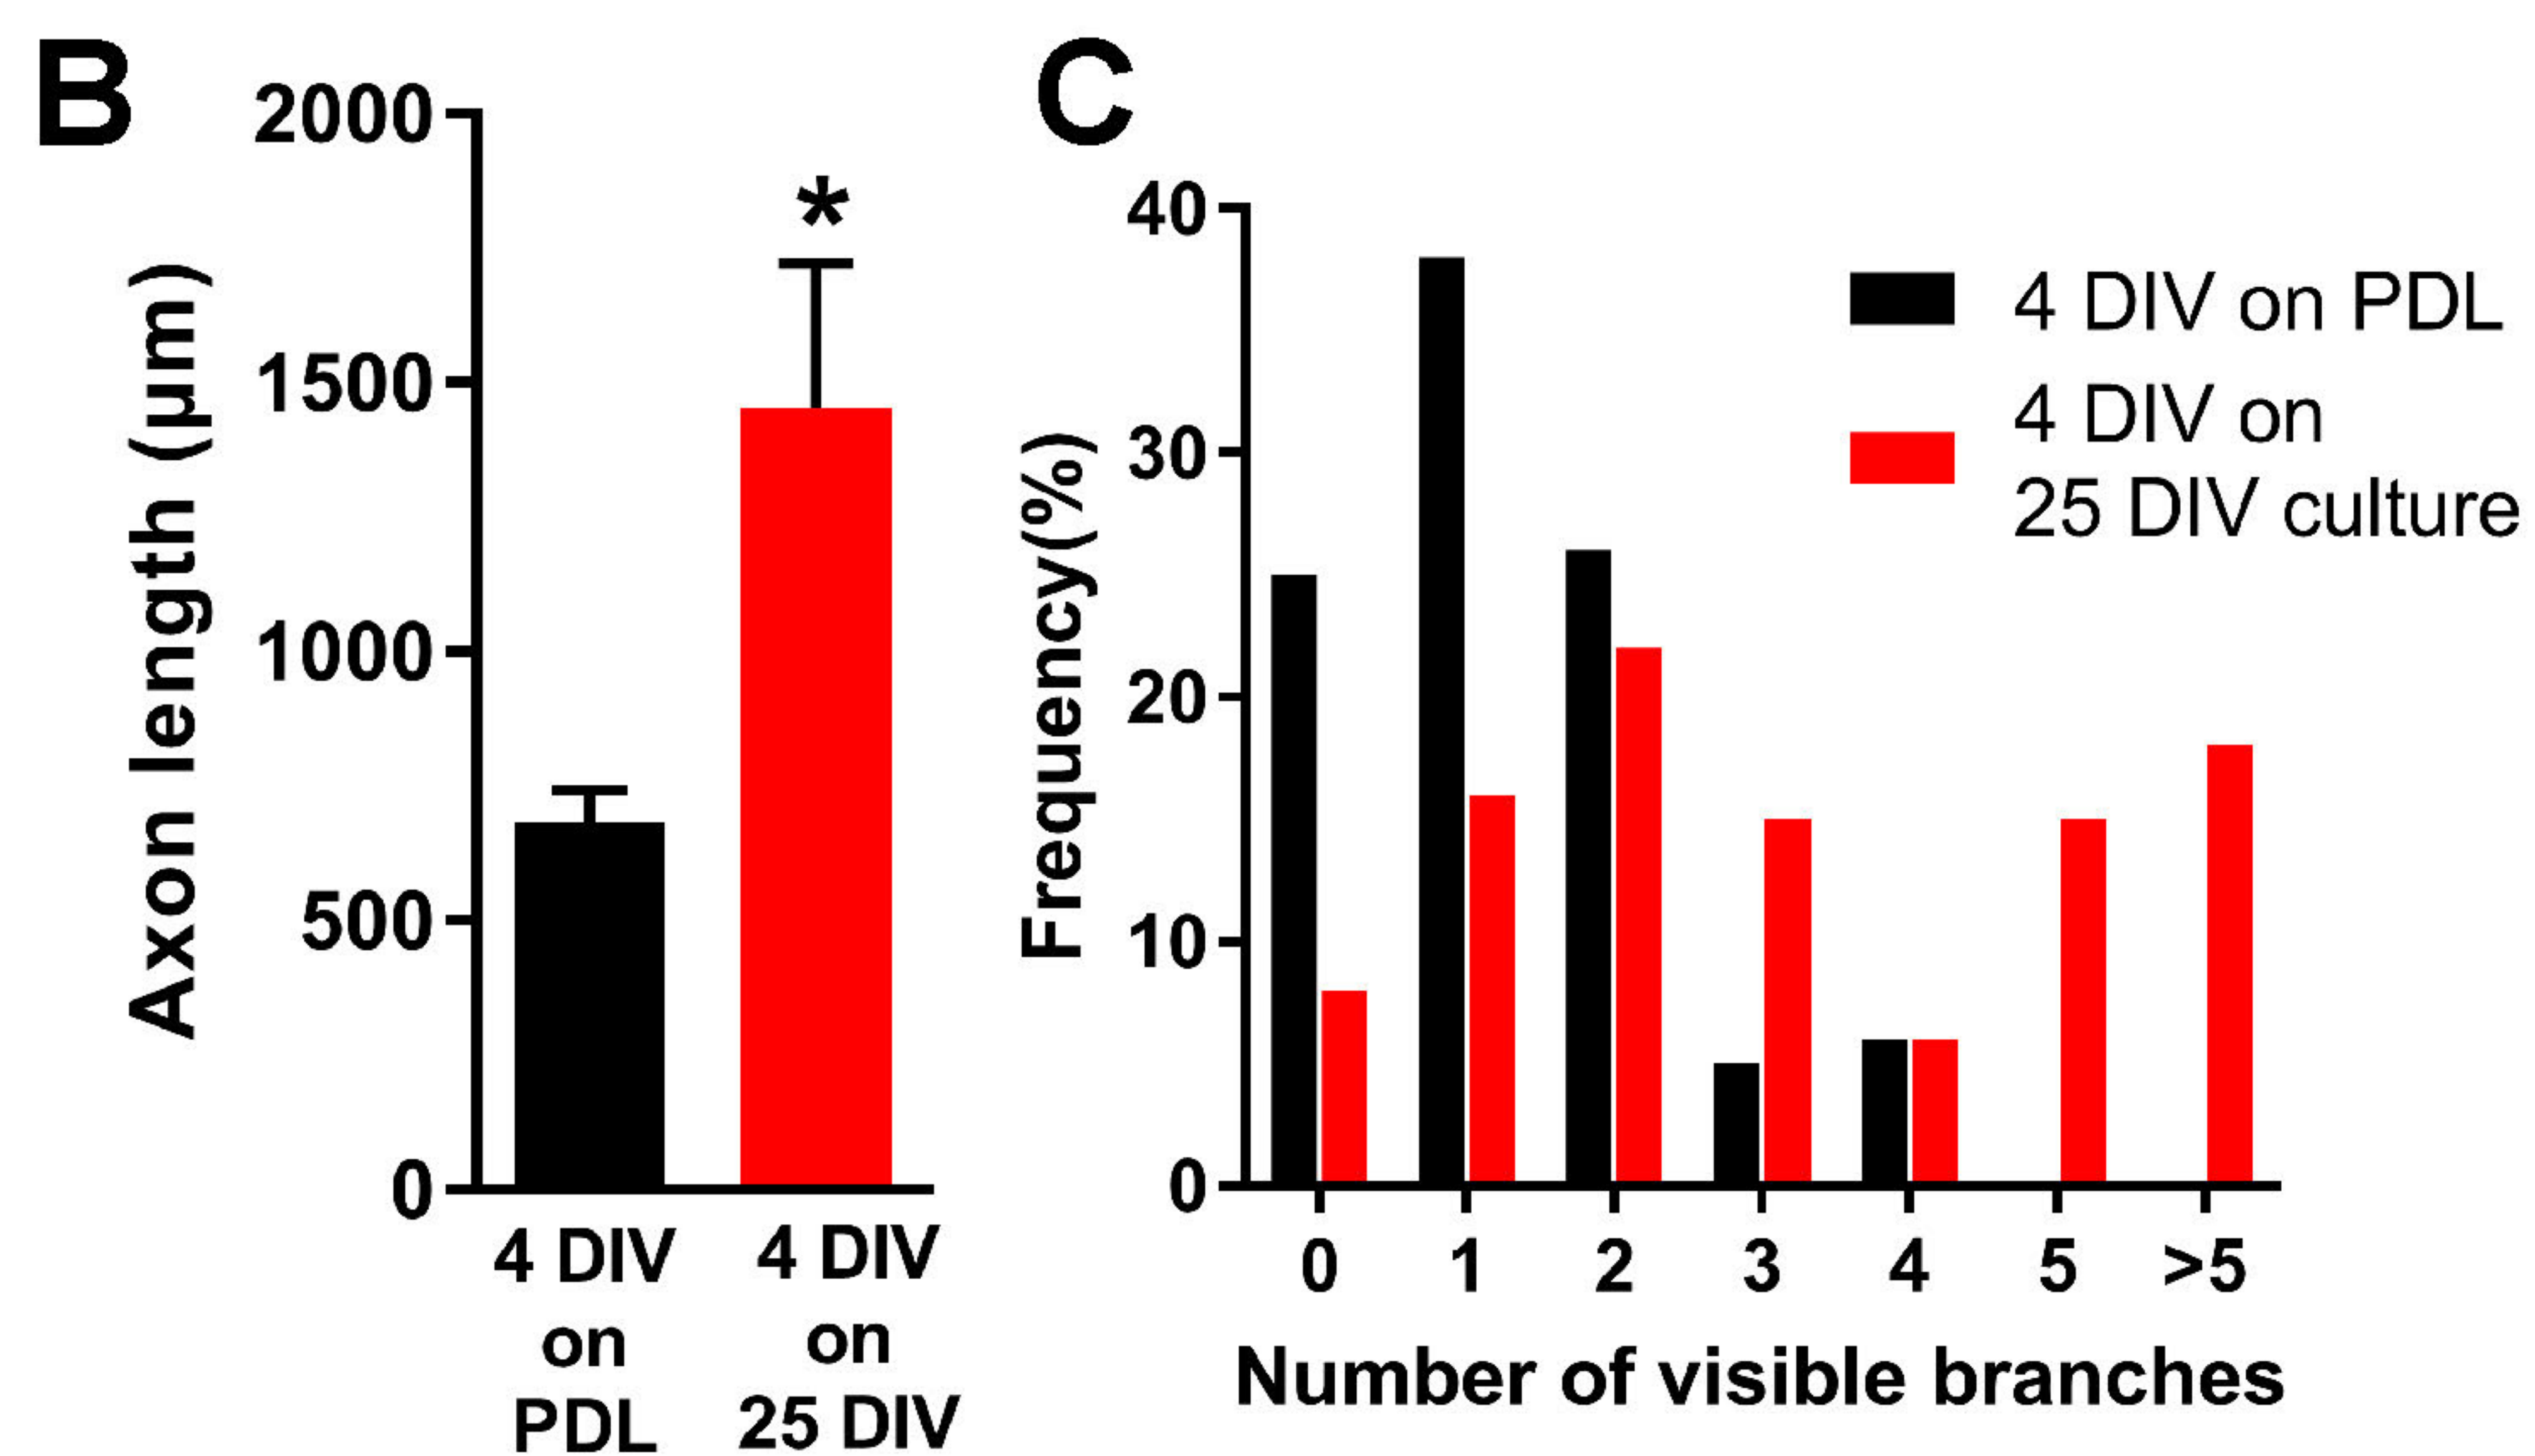 B
Axon length (μm)
2000
1500
1000
500
0
*
4 DIV
on
PDL
4 DIV
on
25 DIV
C
Frequency(%)
40
30
20
10
0
4 DIV on PDL
4 DIV on
25 DIV culture
0 1 2 3 4 5 >5
Number of visible branches